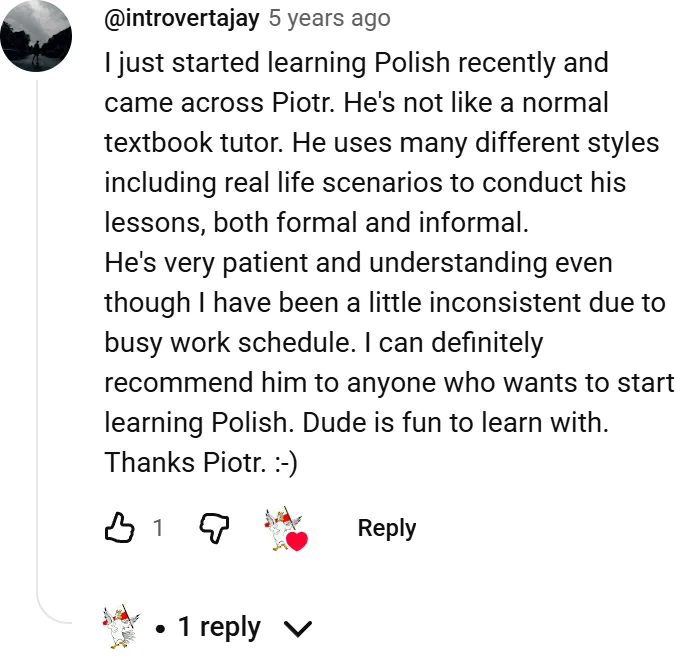 @introvertajay 5 years ago
I just started learning Polish recently and
came across Piotr. He's not like a normal
textbook tutor. He uses many different styles
including real life scenarios to conduct his
lessons, both formal and informal.
He's very patient and understanding even
though I have been a little inconsistent due to
busy work schedule. I can definitely
recommend him to anyone who wants to start
learning Polish. Dude is fun to learn with.
Thanks Piotr. :-)
1 Reply
• 1 reply